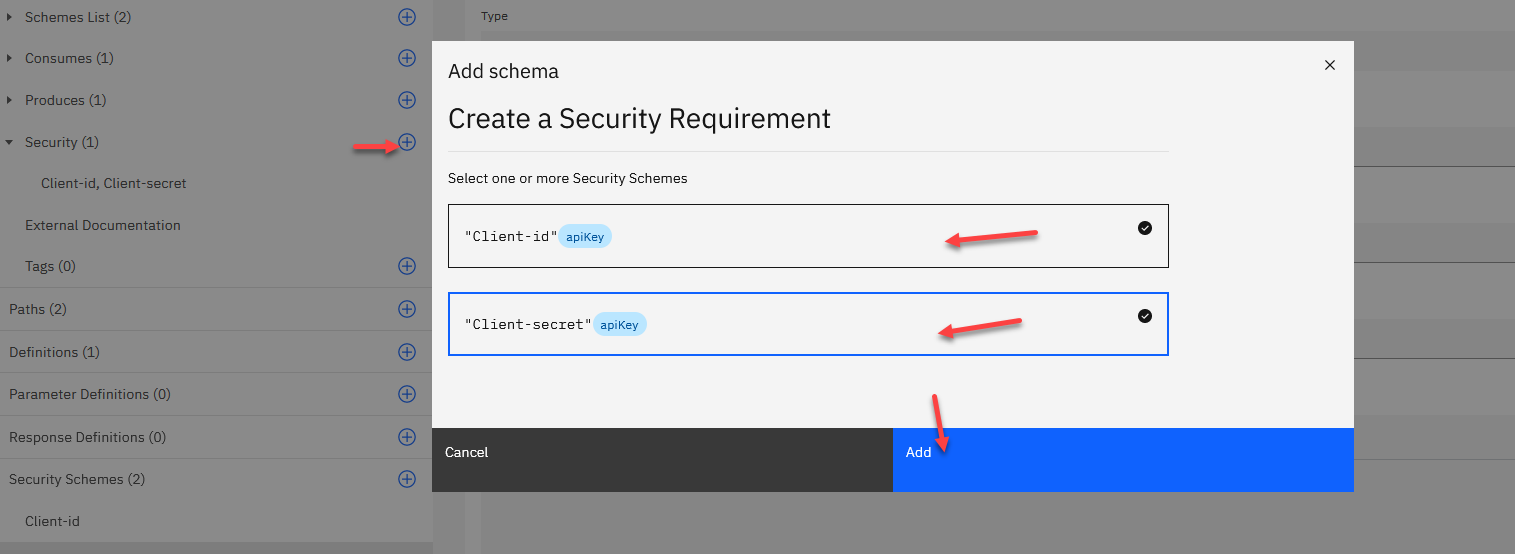 Schemes List (2)
Consumes (1)
Produces (1)
Security (1)
Client-id, Client-secret
External Documentation
Tags (0)
Paths (2)
Definitions (1)
Parameter Definitions (0)
Response Definitions (0)
Security Schemes (2)
Client-id
Type
Add schema
Create a Security Requirement
Select one or more Security Schemes
"Client-id" apiKey
"Client-secret" apiKey
Cancel
Add